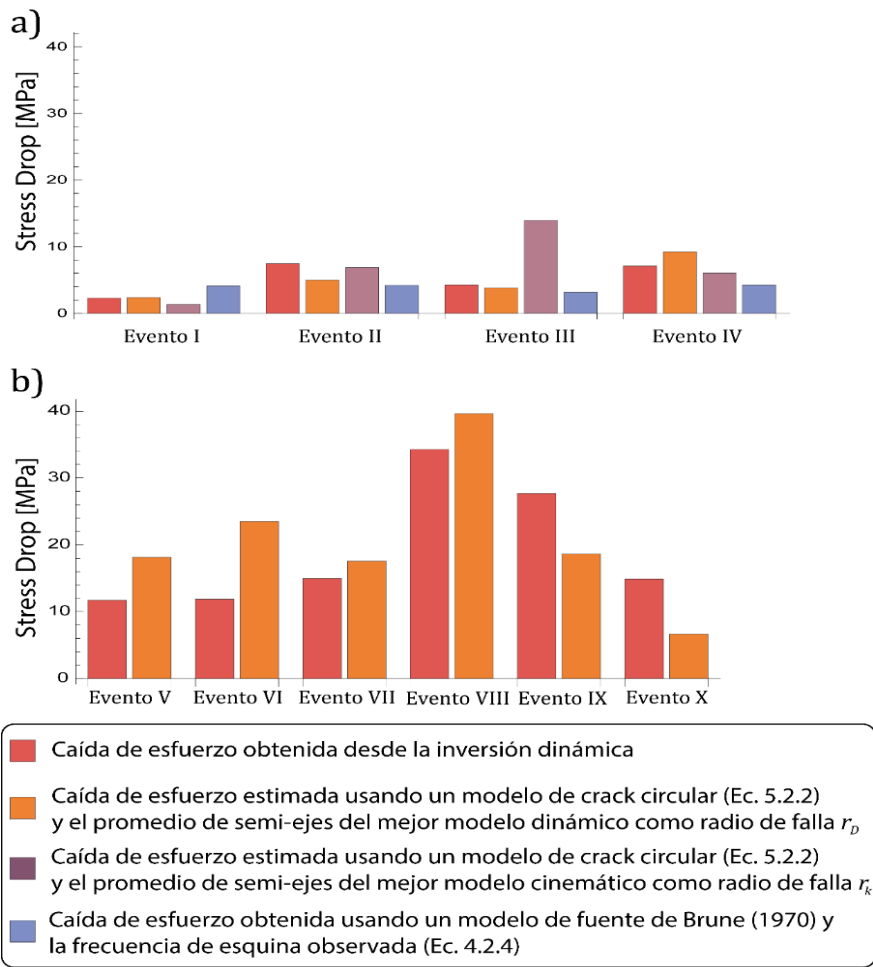 a)
Stress Drop [MPa]
40
30
20
10
0
Evento I
Evento II
Evento III
Evento IV
b)
Stress Drop [MPa]
40
30
20
10
0
Evento V
Evento VI
Evento VII
Evento VIII
Evento IX
Evento X
Caída de esfuerzo obtenida desde la inversión dinámica
Caída de esfuerzo estimada usando un modelo de crack circular (Ec. 5.2.2)
y el promedio de semi-ejes del mejor modelo dinámico como radio de falla r_D
Caída de esfuerzo estimada usando un modelo de crack circular (Ec. 5.2.2)
y el promedio de semi-ejes del mejor modelo cinemático como radio de falla r_k
Caída de esfuerzo obtenida usando un modelo de fuente de Brune (1970) y
la frecuencia de esquina observada (Ec. 4.2.4)